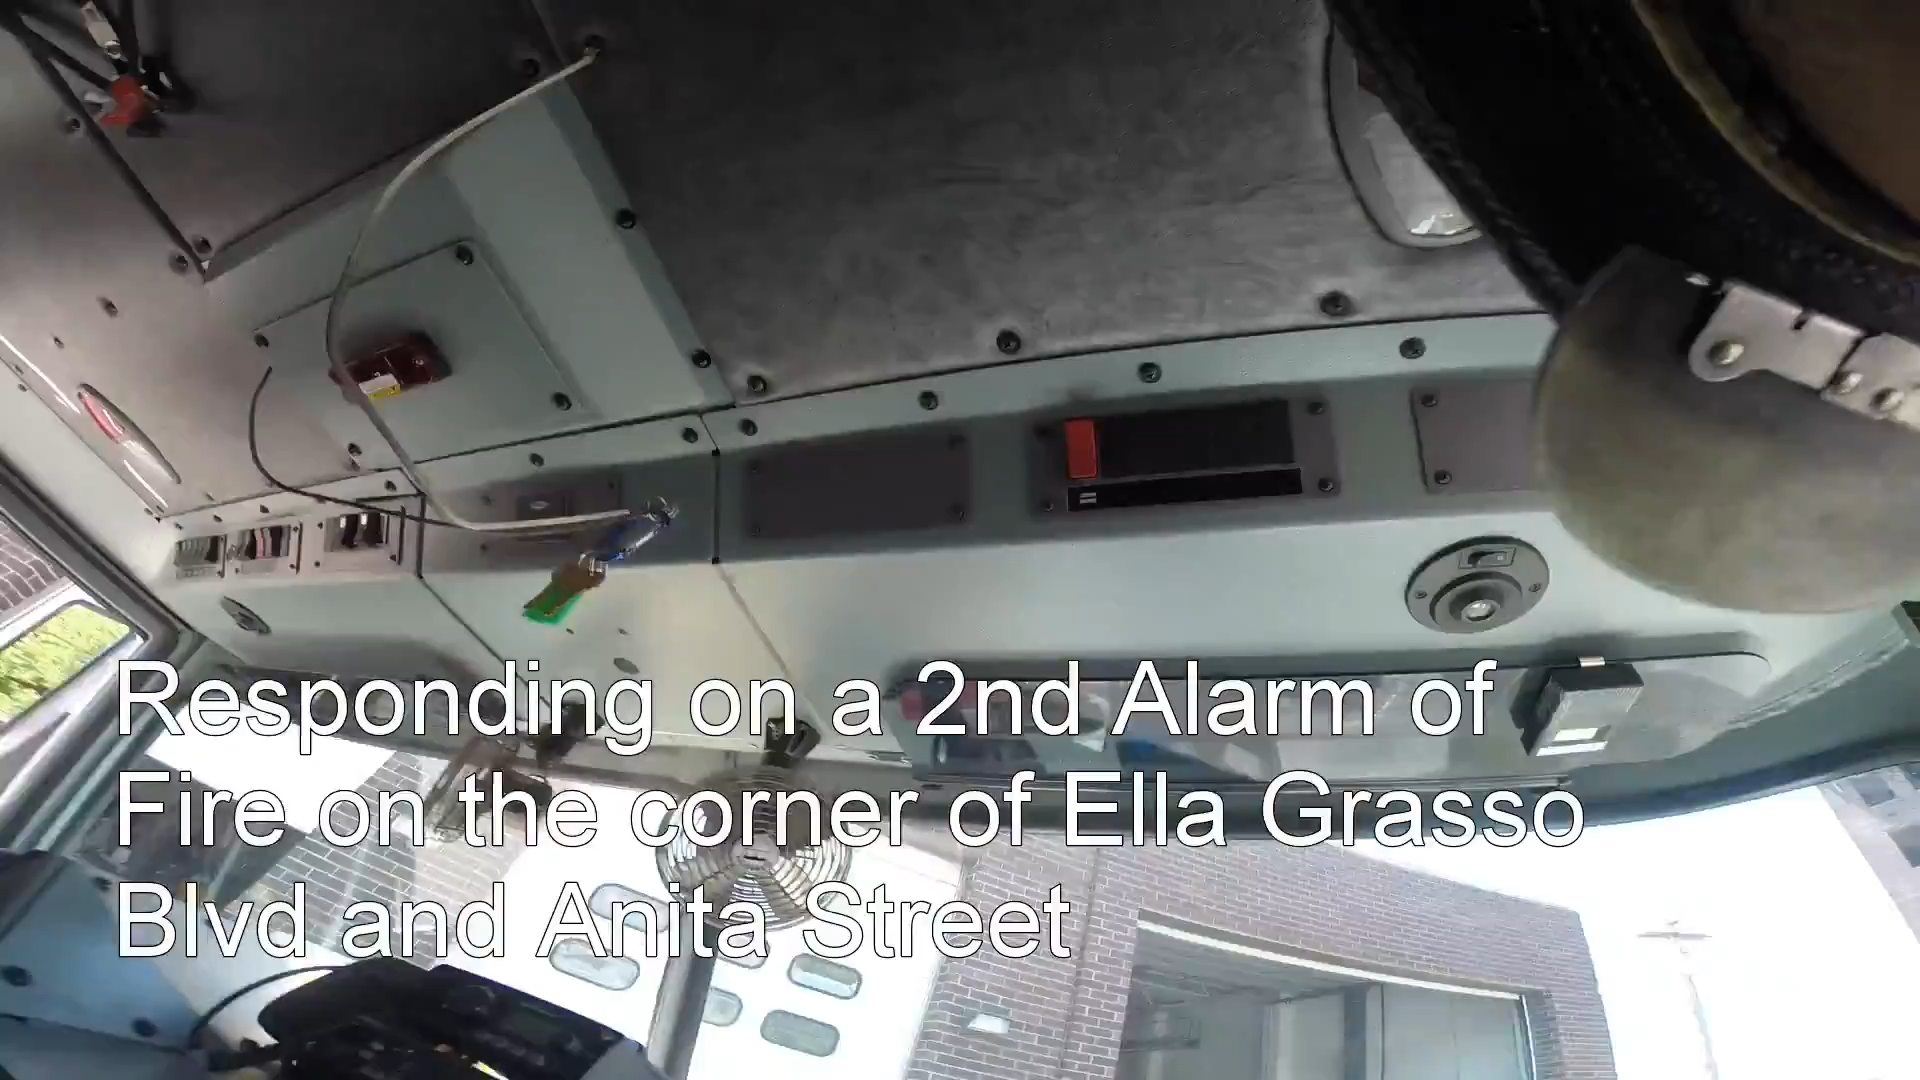 Responding on a 2nd Alarm of
Fire on the corner of Ella Grasso
Blvd and Anita Street